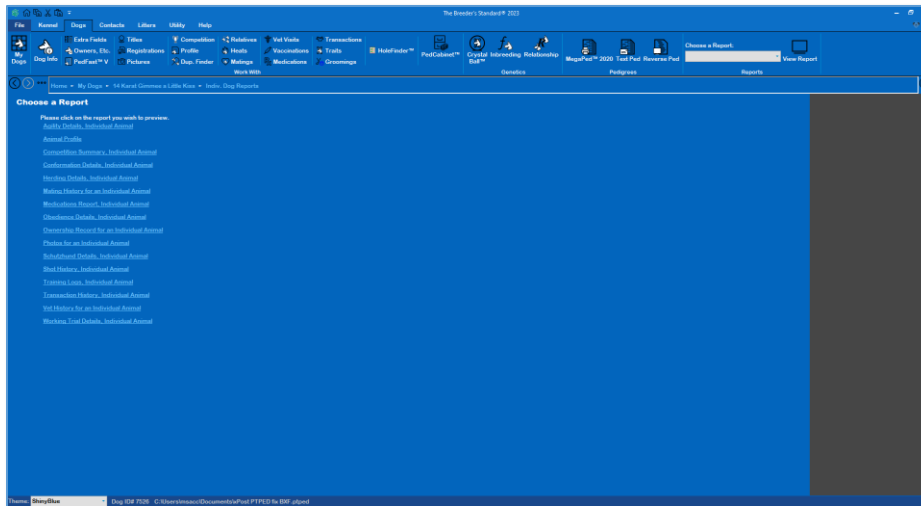 The Breeder's Standard® 2023
File Kennel Dogs Contacts Litters Utility Help
Extra Fields Titles Competition Relatives Vet Visits Transactions
My Dogs Dog Info Owners, Etc. Registrations Profile Heats Vaccinations Traits HoleFinder™ PedCabinet™ Crystal Ball™ Inbreeding Relationship MegaPed™ 2020 Text Ped Reverse Ped Choose a Report: View Report
PedFast™ V Pictures Dup. Finder Matings Medications Groomings
Work With Genetics Pedigrees Reports
Home My Dogs 14 Karat Gimmee a Little Kiss Indiv. Dog Reports
Choose a Report
Please click on the report you wish to preview.
Agility Details, Individual Animal
Animal Profile
Competition Summary, Individual Animal
Conformation Details, Individual Animal
Herding Details, Individual Animal
Mating History for an Individual Animal
Medications Report, Individual Animal
Obedience Details, Individual Animal
Ownership Record for an Individual Animal
Photos for an Individual Animal
Schutzhund Details, Individual Animal
Shot History, Individual Animal
Training Logs, Individual Animal
Transaction History, Individual Animal
Vet History for an Individual Animal
Working Trial Details, Individual Animal
Theme: ShinyBlue Dog ID# 7526